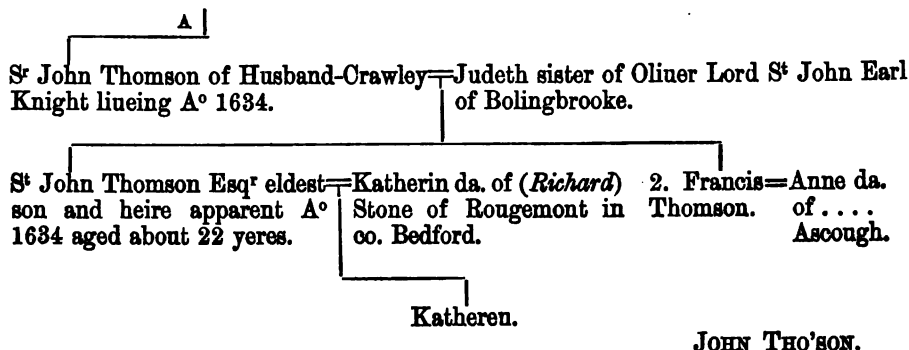 A
Sr John Thomson of Husband-Crawley=Judeth sister of Oliuer Lord St John Earl
Knight liueing Ao 1634. of Bolingbrooke.
St John Thomson Esqr eldest=Katherin da. of (Richard) 2. Francis=Anne da.
son and heire apparent Ao Stone of Rougemont in Thomson. of ....
1634 aged about 22 yeres. co. Bedford. Ascough.
Katheren.
JOHN THO'SON.